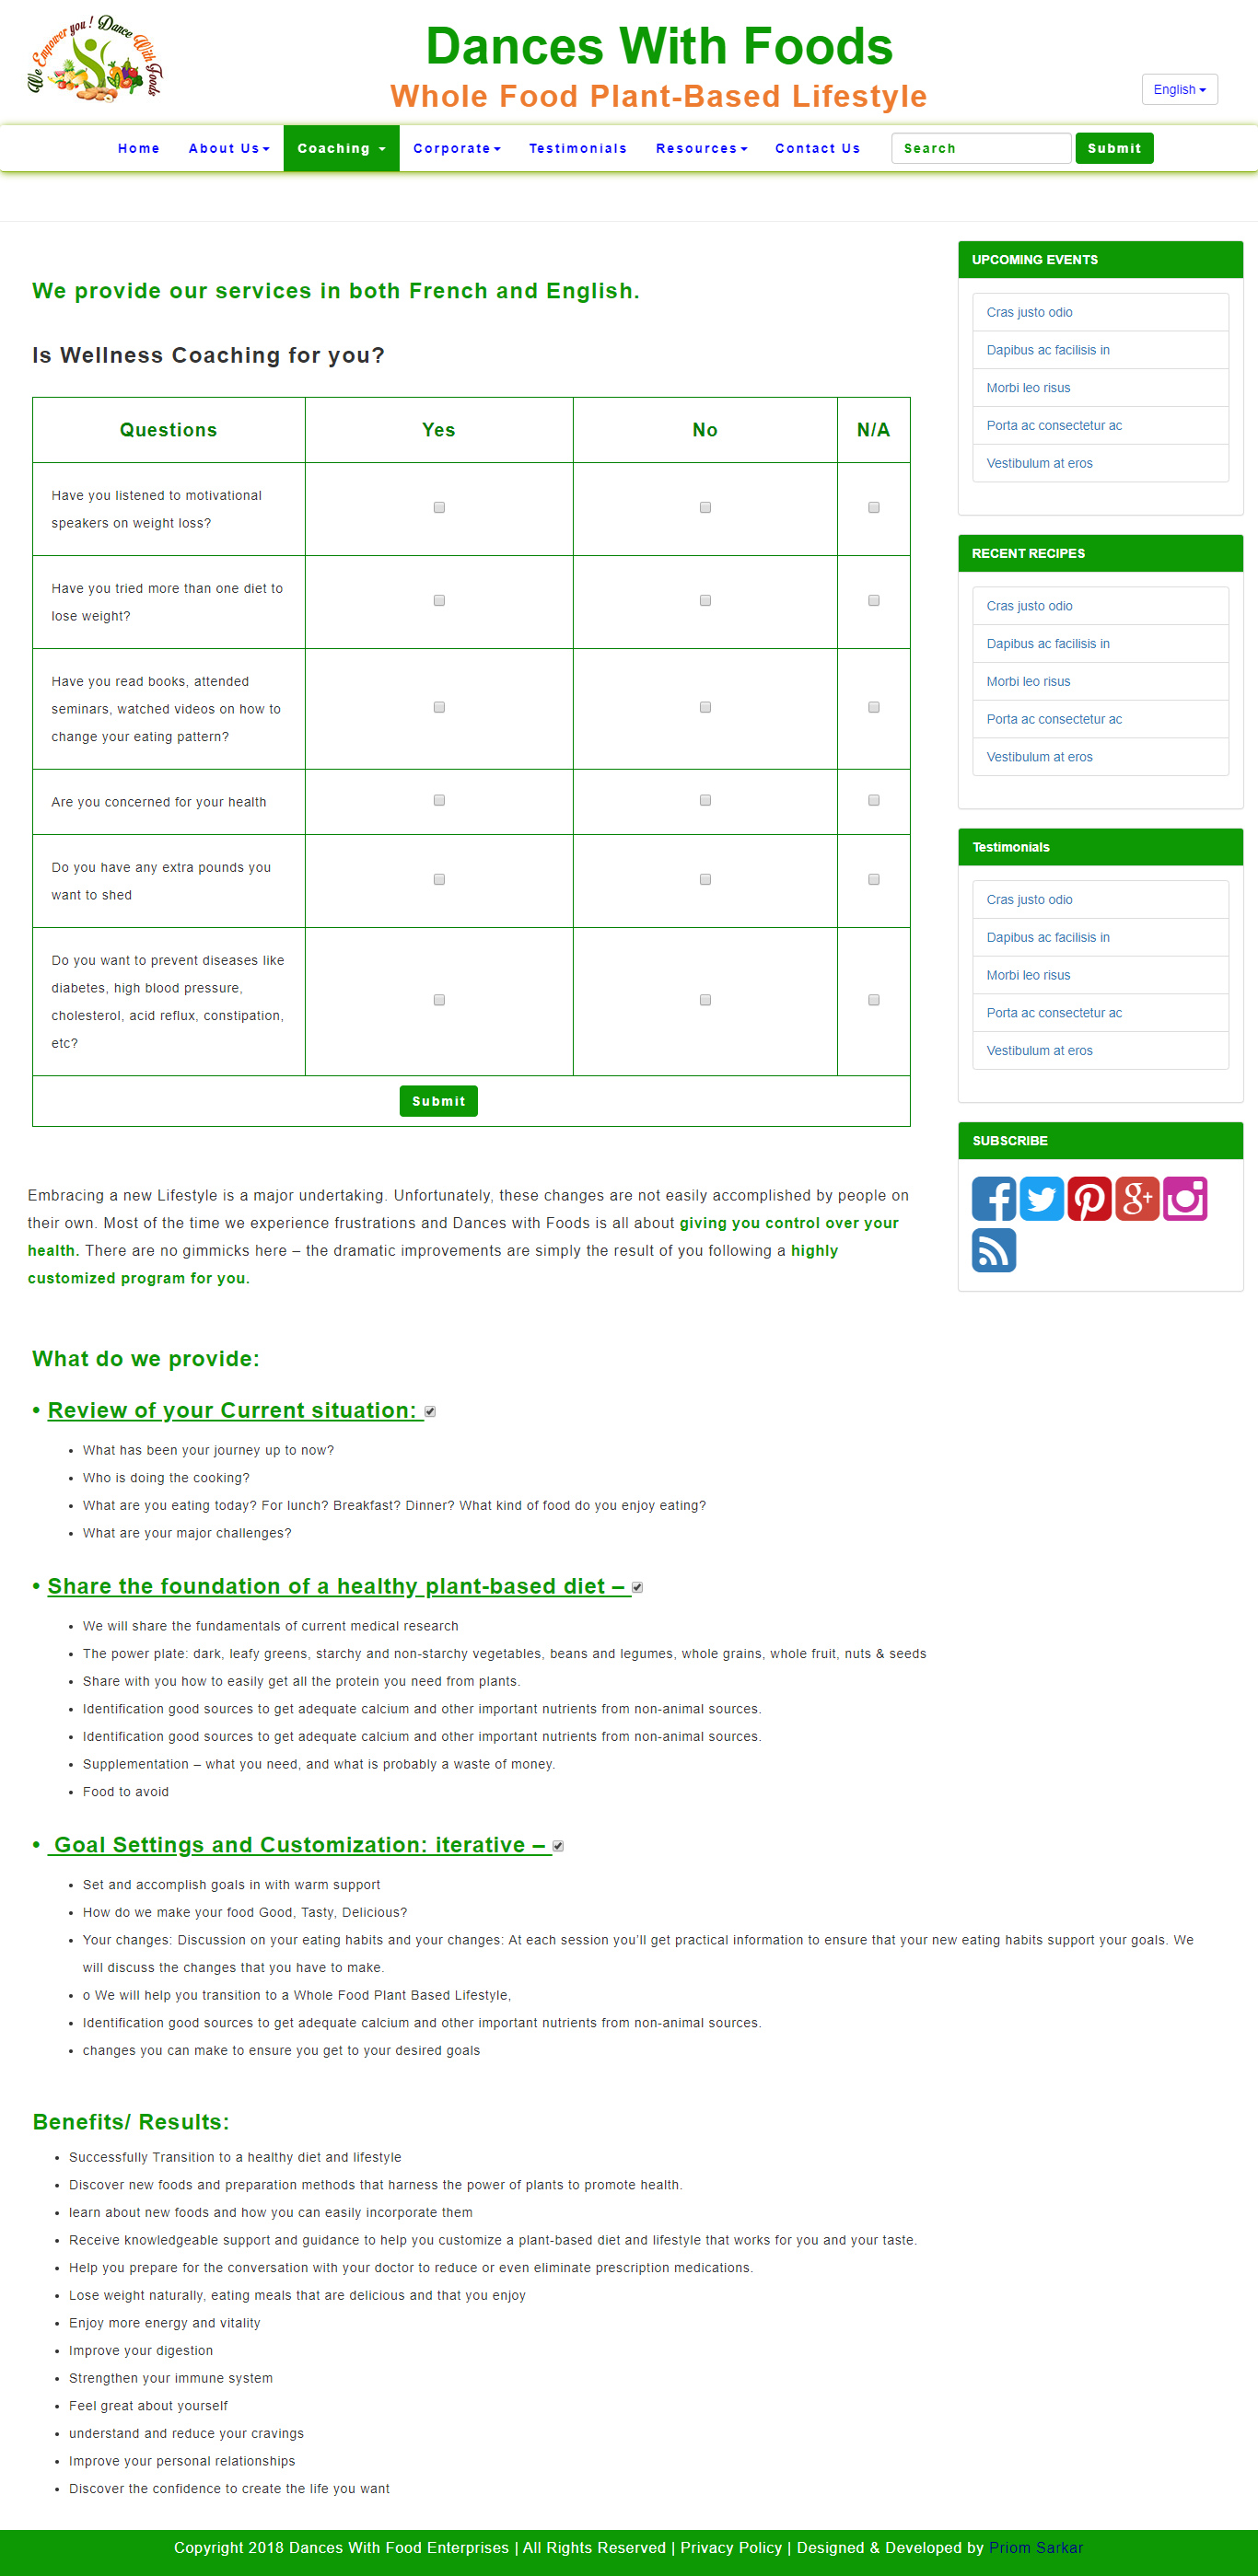 We Empower you ! Dance With Foods
Dances With Foods
Whole Food Plant-Based Lifestyle
English
Home About Us Coaching Corporate Testimonials Resources Contact Us Search Submit
We provide our services in both French and English.
Is Wellness Coaching for you?
Questions Yes No N/A
Have you listened to motivational
speakers on weight loss?
Have you tried more than one diet to
lose weight?
Have you read books, attended
seminars, watched videos on how to
change your eating pattern?
Are you concerned for your health
Do you have any extra pounds you
want to shed
Do you want to prevent diseases like
diabetes, high blood pressure,
cholesterol, acid reflux, constipation,
etc?
Submit
Embracing a new Lifestyle is a major undertaking. Unfortunately, these changes are not easily accomplished by people on
their own. Most of the time we experience frustrations and Dances with Foods is all about giving you control over your
health. There are no gimmicks here – the dramatic improvements are simply the result of you following a highly
customized program for you.
UPCOMING EVENTS
Cras justo odio
Dapibus ac facilisis in
Morbi leo risus
Porta ac consectetur ac
Vestibulum at eros
RECENT RECIPES
Cras justo odio
Dapibus ac facilisis in
Morbi leo risus
Porta ac consectetur ac
Vestibulum at eros
Testimonials
Cras justo odio
Dapibus ac facilisis in
Morbi leo risus
Porta ac consectetur ac
Vestibulum at eros
SUBSCRIBE
What do we provide:
• Review of your Current situation:
• What has been your journey up to now?
• Who is doing the cooking?
• What are you eating today? For lunch? Breakfast? Dinner? What kind of food do you enjoy eating?
• What are your major challenges?
• Share the foundation of a healthy plant-based diet –
• We will share the fundamentals of current medical research
• The power plate: dark, leafy greens, starchy and non-starchy vegetables, beans and legumes, whole grains, whole fruit, nuts & seeds
• Share with you how to easily get all the protein you need from plants.
• Identification good sources to get adequate calcium and other important nutrients from non-animal sources.
• Identification good sources to get adequate calcium and other important nutrients from non-animal sources.
• Supplementation – what you need, and what is probably a waste of money.
• Food to avoid
• Goal Settings and Customization: iterative –
• Set and accomplish goals in with warm support
• How do we make your food Good, Tasty, Delicious?
• Your changes: Discussion on your eating habits and your changes: At each session you’ll get practical information to ensure that your new eating habits support your goals. We
will discuss the changes that you have to make.
• o We will help you transition to a Whole Food Plant Based Lifestyle,
• Identification good sources to get adequate calcium and other important nutrients from non-animal sources.
• changes you can make to ensure you get to your desired goals
Benefits/ Results:
• Successfully Transition to a healthy diet and lifestyle
• Discover new foods and preparation methods that harness the power of plants to promote health.
• learn about new foods and how you can easily incorporate them
• Receive knowledgeable support and guidance to help you customize a plant-based diet and lifestyle that works for you and your taste.
• Help you prepare for the conversation with your doctor to reduce or even eliminate prescription medications.
• Lose weight naturally, eating meals that are delicious and that you enjoy
• Enjoy more energy and vitality
• Improve your digestion
• Strengthen your immune system
• Feel great about yourself
• understand and reduce your cravings
• Improve your personal relationships
• Discover the confidence to create the life you want
Copyright 2018 Dances With Food Enterprises | All Rights Reserved | Privacy Policy | Designed & Developed by Priom Sarkar